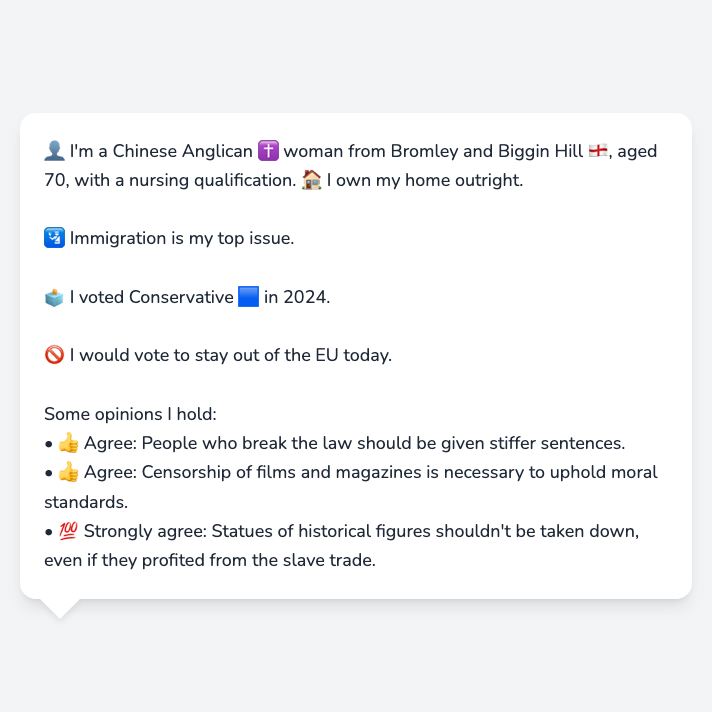 👤 I'm a Chinese Anglican ✝️ woman from Bromley and Biggin Hill 🏴󠁧󠁢󠁥󠁮󠁧󠁿, aged
70, with a nursing qualification. 🏠 I own my home outright.
🛂 Immigration is my top issue.
🗳️ I voted Conservative 🟦 in 2024.
🚫 I would vote to stay out of the EU today.
Some opinions I hold:
• 👍 Agree: People who break the law should be given stiffer sentences.
• 👍 Agree: Censorship of films and magazines is necessary to uphold moral
standards.
• 💯 Strongly agree: Statues of historical figures shouldn't be taken down,
even if they profited from the slave trade.